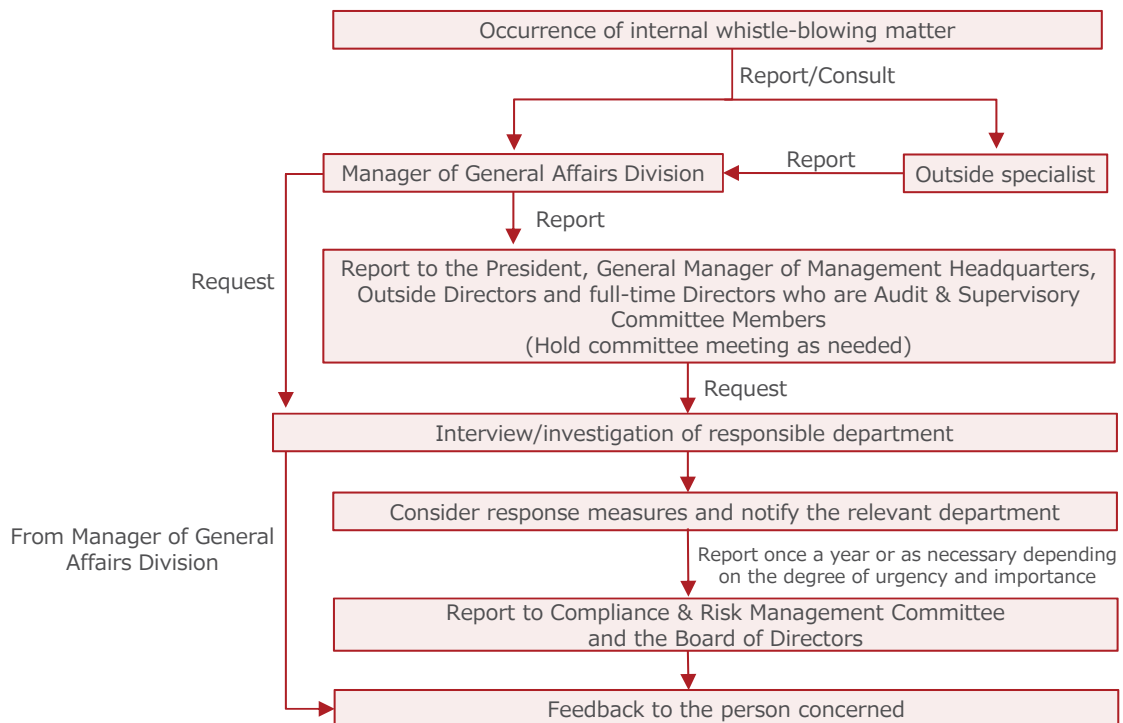 Occurrence of internal whistle-blowing matter
Report/Consult
Manager of General Affairs Division
Report
Outside specialist
Report
Request
Report to the President, General Manager of Management Headquarters,
Outside Directors and full-time Directors who are Audit & Supervisory
Committee Members
(Hold committee meeting as needed)
Request
Interview/investigation of responsible department
From Manager of General
Affairs Division
Consider response measures and notify the relevant department
Report once a year or as necessary depending
on the degree of urgency and importance
Report to Compliance & Risk Management Committee
and the Board of Directors
Feedback to the person concerned